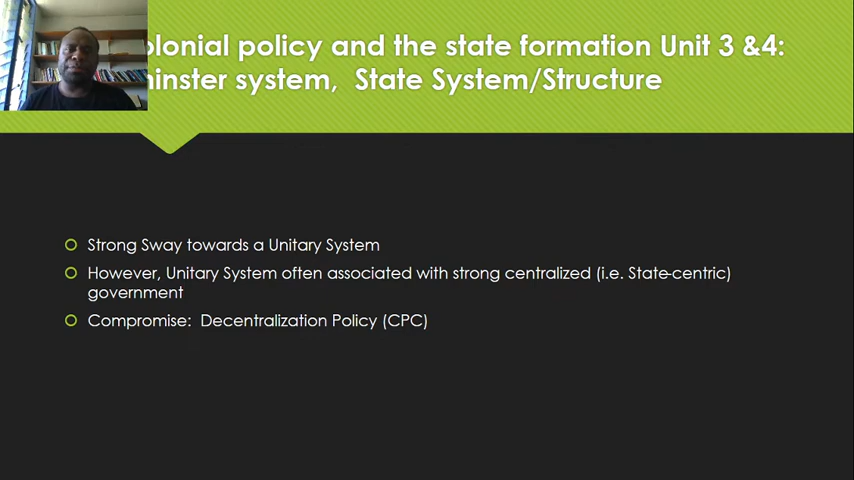 olonial policy and the state formation Unit 3 &4:
inster system, State System/Structure
Strong Sway towards a Unitary System
However, Unitary System often associated with strong centralized (i.e. State-centric)
government
Compromise: Decentralization Policy (CPC)